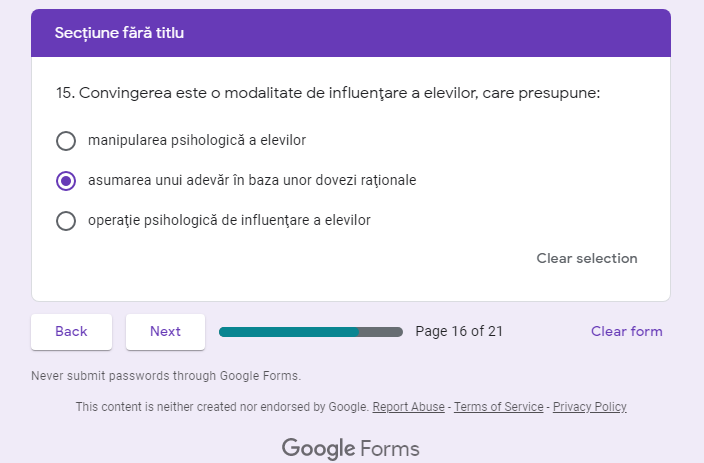 Secțiune fără titlu
15. Convingerea este o modalitate de influenţare a elevilor, care presupune:
manipularea psihologică a elevilor
asumarea unui adevăr în baza unor dovezi raţionale
operaţie psihologică de influenţare a elevilor
Clear selection
Back Next Page 16 of 21 Clear form
Never submit passwords through Google Forms.
This content is neither created nor endorsed by Google. Report Abuse - Terms of Service - Privacy Policy
Google Forms